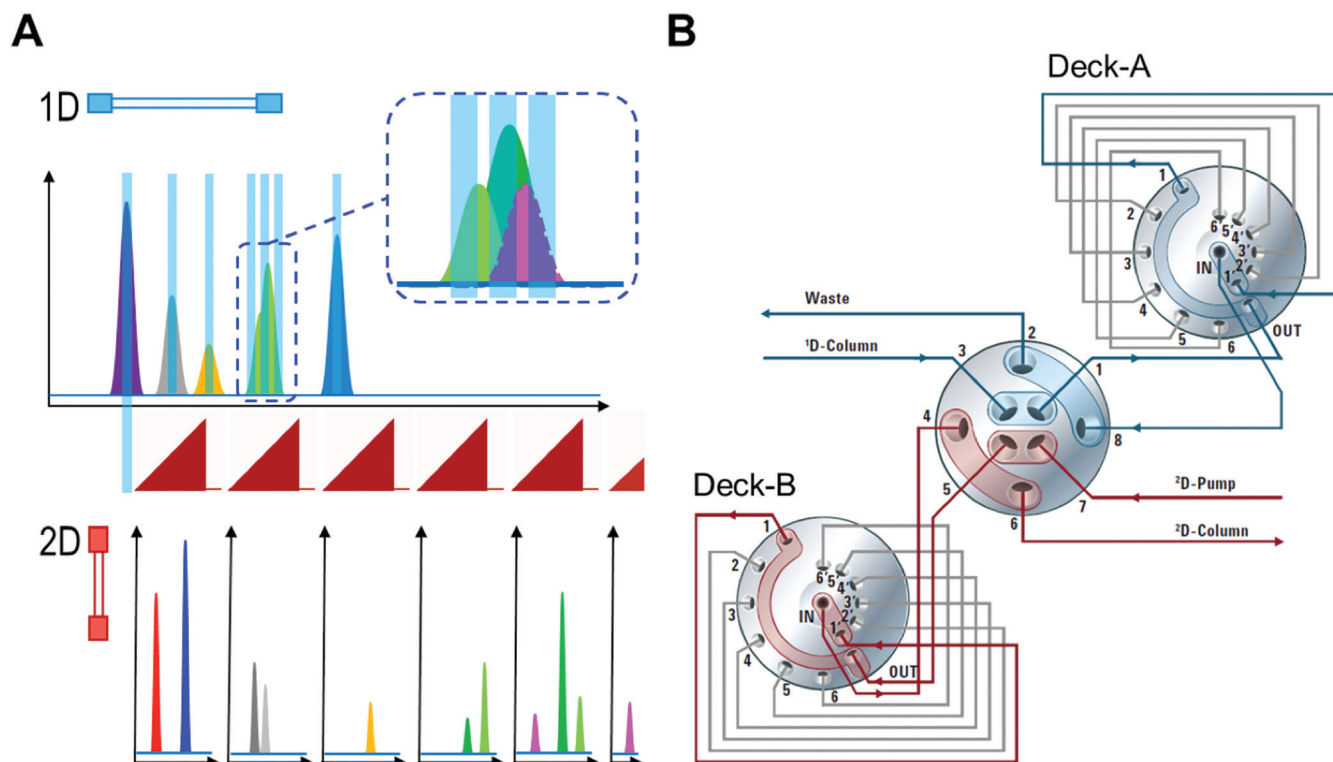 A
1D
2D
B
Deck-A
1
2
3
4
5
6
6'
5'
4'
3'
2'
1'
IN
OUT
Waste
¹D-Column
2
3
1
4
8
5
7
6
²D-Pump
²D-Column
Deck-B
1
2
3
4
5
6
6'
5'
4'
3'
2'
1'
IN
OUT